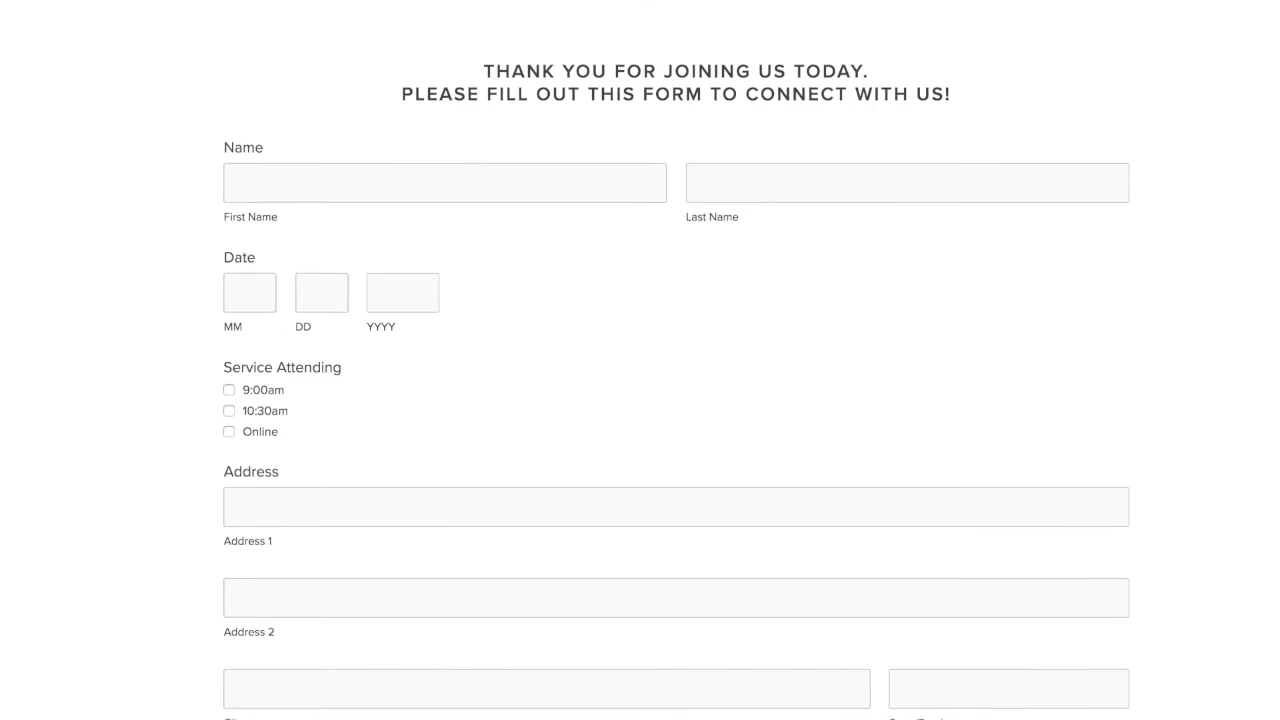 THANK YOU FOR JOINING US TODAY.
PLEASE FILL OUT THIS FORM TO CONNECT WITH US!
Name
First Name
Last Name
Date
MM
DD
YYYY
Service Attending
9:00am
10:30am
Online
Address
Address 1
Address 2